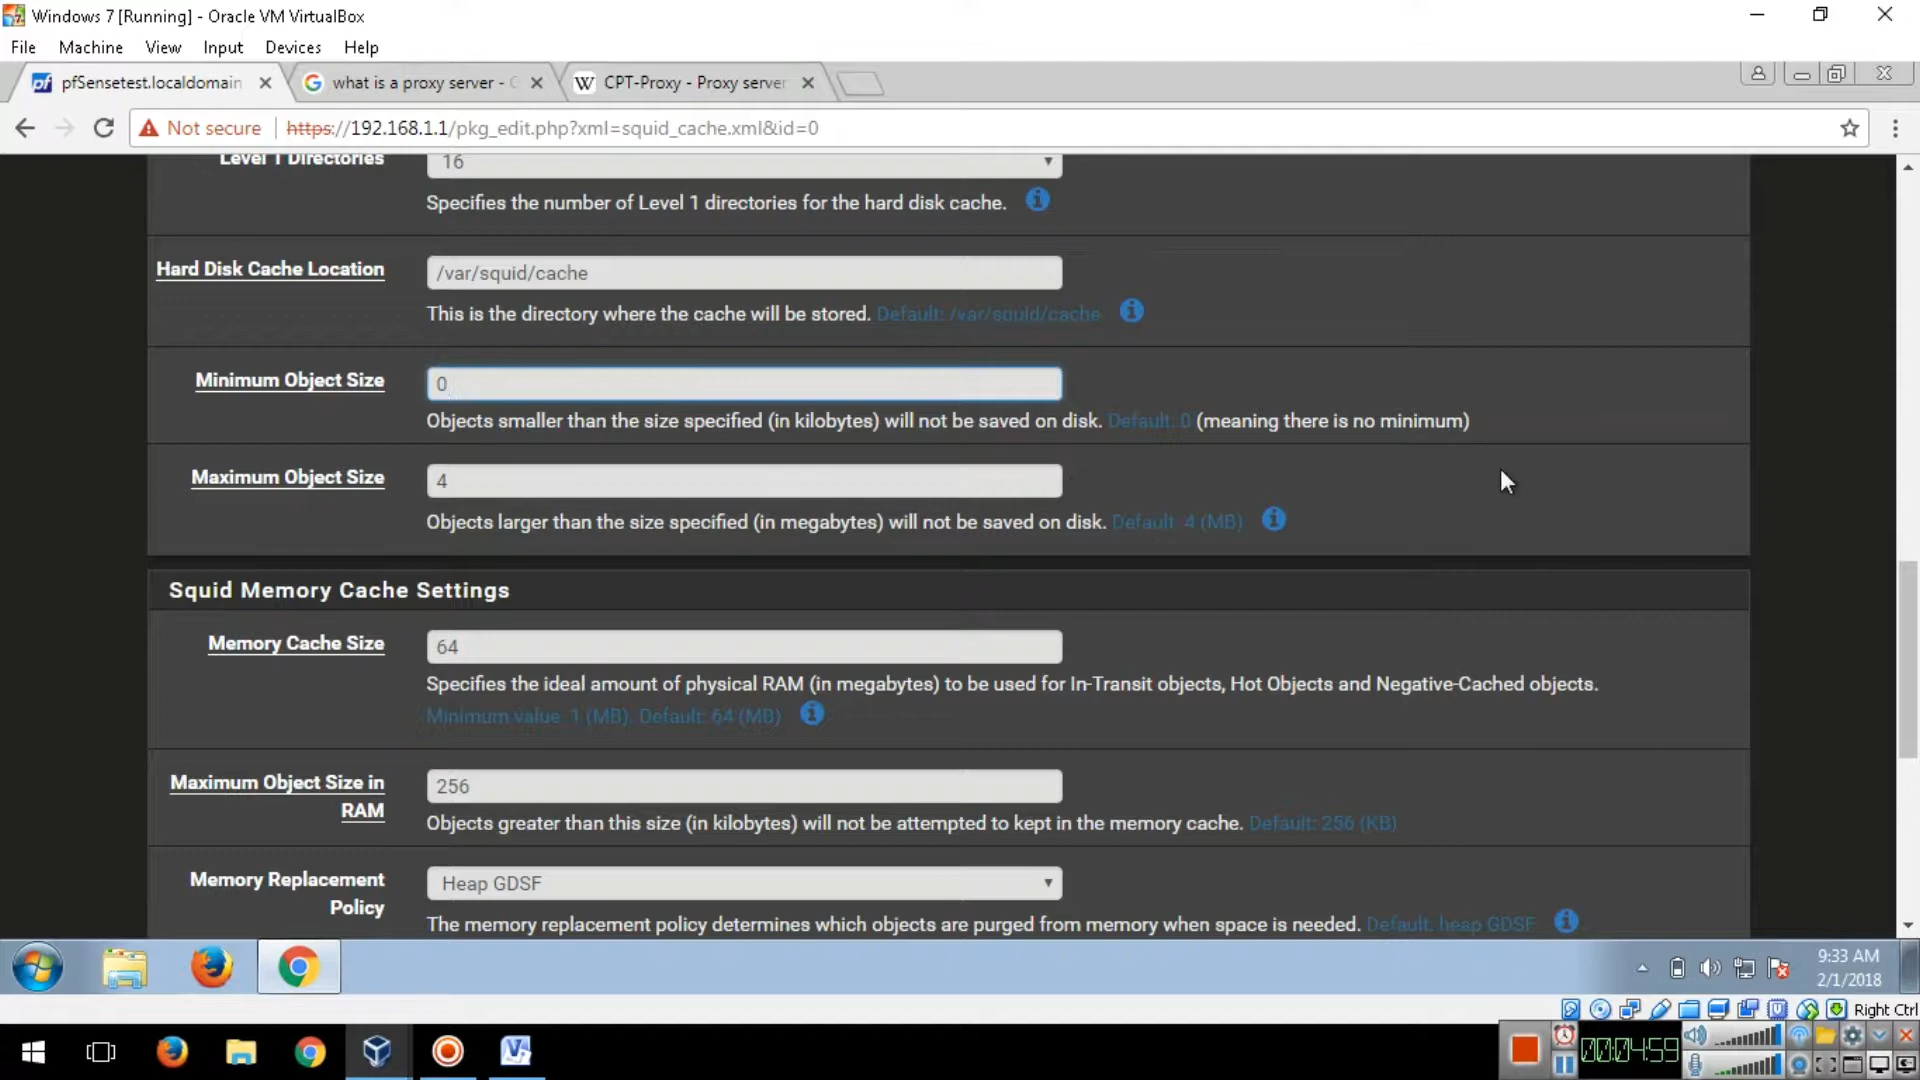 Windows 7 [Running] - Oracle VM VirtualBox
File Machine View Input Devices Help
pfSensetest.localdomain
what is a proxy server - G
CPT-Proxy - Proxy server
Not secure https://192.168.1.1/pkg_edit.php?xml=squid_cache.xml&id=0
Level 1 Directories 16
Specifies the number of Level 1 directories for the hard disk cache.
Hard Disk Cache Location /var/squid/cache
This is the directory where the cache will be stored. Default: /var/squid/cache
Minimum Object Size 0
Objects smaller than the size specified (in kilobytes) will not be saved on disk. Default: 0 (meaning there is no minimum)
Maximum Object Size 4
Objects larger than the size specified (in megabytes) will not be saved on disk. Default: 4 (MB)
Squid Memory Cache Settings
Memory Cache Size 64
Specifies the ideal amount of physical RAM (in megabytes) to be used for In-Transit objects, Hot Objects and Negative-Cached objects.
Minimum value: 1 (MB). Default: 64 (MB)
Maximum Object Size in
RAM
256
Objects greater than this size (in kilobytes) will not be attempted to kept in the memory cache. Default: 256 (KB)
Memory Replacement
Policy
Heap GDSF
The memory replacement policy determines which objects are purged from memory when space is needed. Default: heap GDSF
9:33 AM
2/1/2018
Right Ctrl
00:04:59